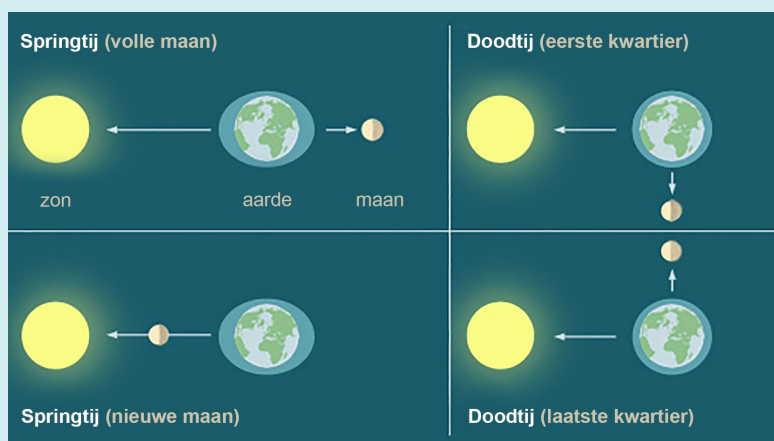 Springtij (volle maan)
Doodtij (eerste kwartier)
zon
aarde
maan
Springtij (nieuwe maan)
Doodtij (laatste kwartier)